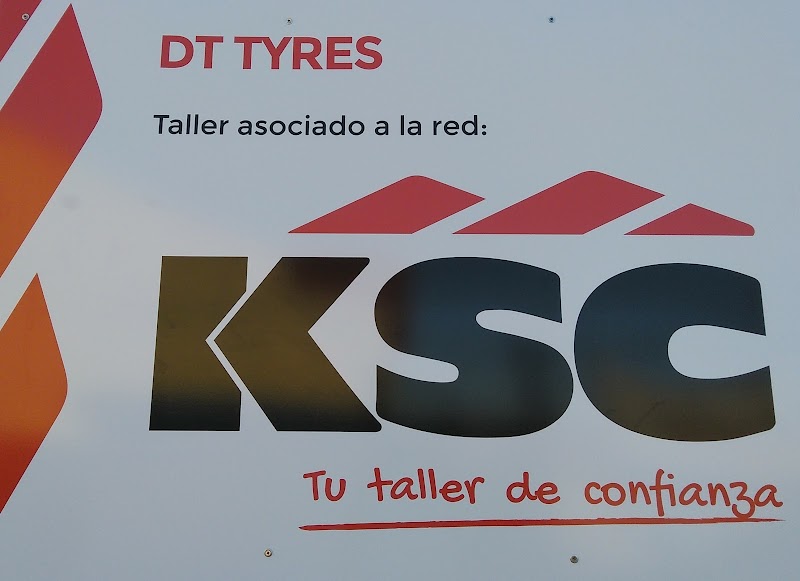 DT TYRES
Taller asociado a la red:
KSC
Tu taller de confianza